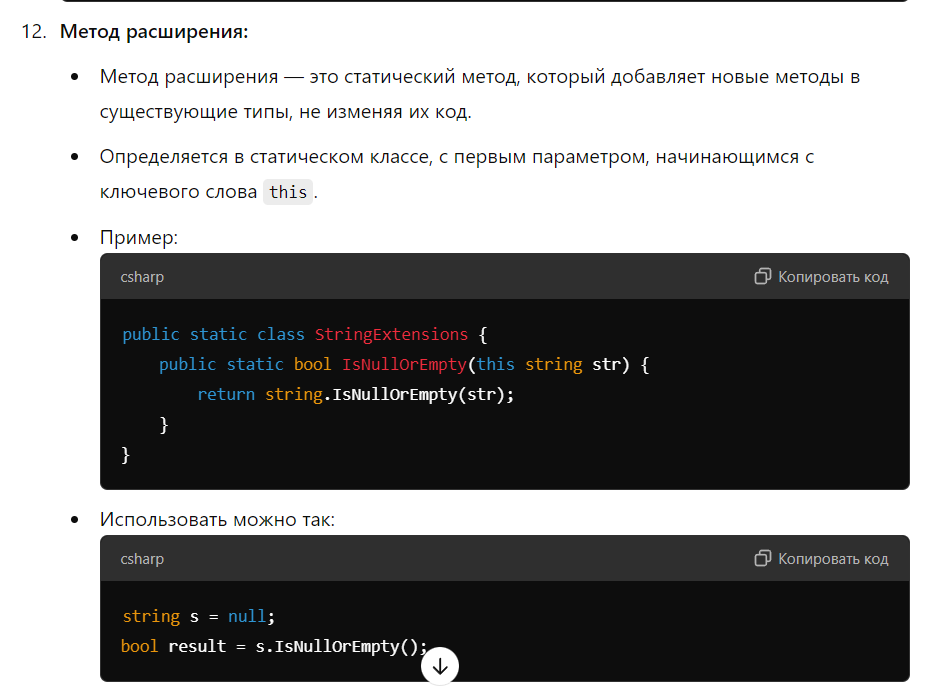 12. Метод расширения:
• Метод расширения — это статический метод, который добавляет новые методы в
существующие типы, не изменяя их код.
• Определяется в статическом классе, с первым параметром, начинающимся с
ключевого слова this.
• Пример:
csharp Копировать код
public static class StringExtensions {
    public static bool IsNullOrEmpty(this string str) {
        return string.IsNullOrEmpty(str);
    }
}
• Использовать можно так:
csharp Копировать код
string s = null;
bool result = s.IsNullOrEmpty();